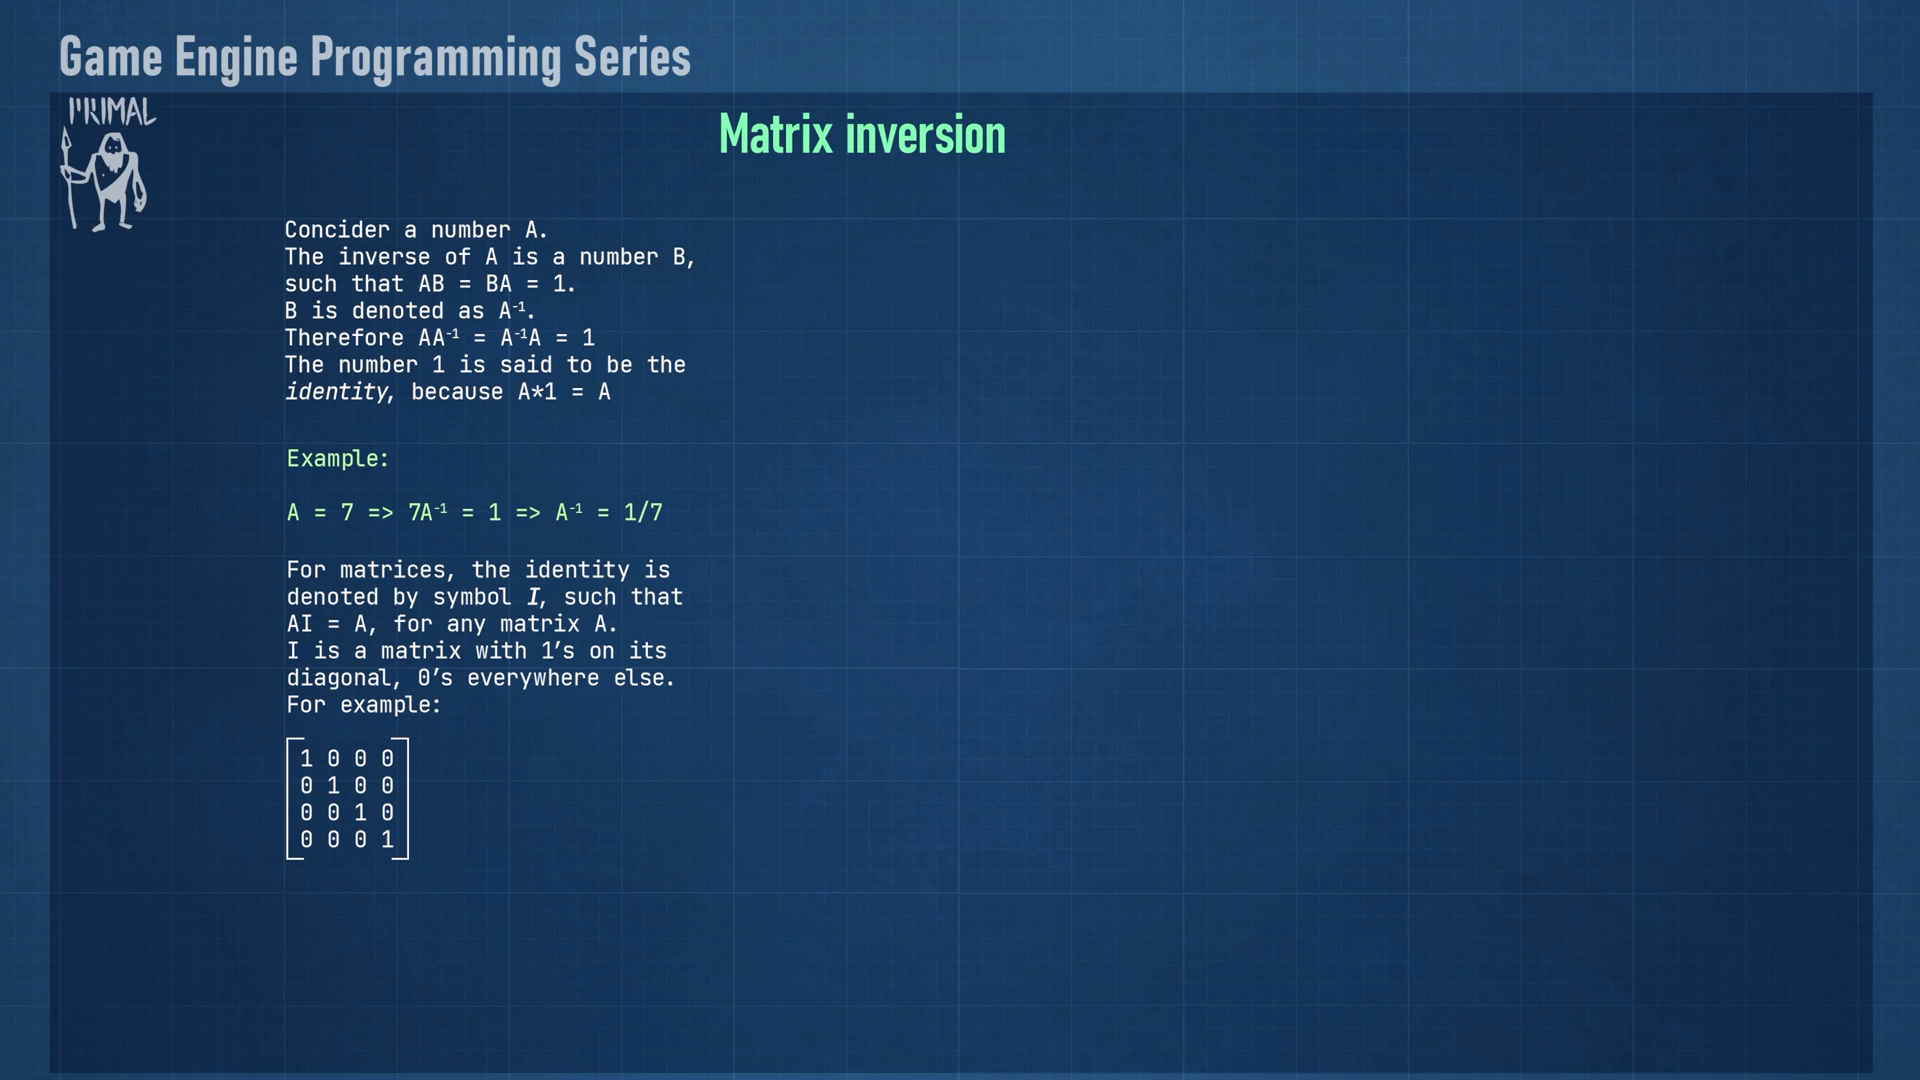 Game Engine Programming Series
PRIMAL
Matrix inversion
Concider a number A.
The inverse of A is a number B,
such that AB = BA = 1.
B is denoted as A⁻¹.
Therefore AA⁻¹ = A⁻¹A = 1
The number 1 is said to be the
identity, because A*1 = A
Example:
A = 7 => 7A⁻¹ = 1 => A⁻¹ = 1/7
For matrices, the identity is
denoted by symbol I, such that
AI = A, for any matrix A.
I is a matrix with 1’s on its
diagonal, 0’s everywhere else.
For example:
1 0 0 0
0 1 0 0
0 0 1 0
0 0 0 1